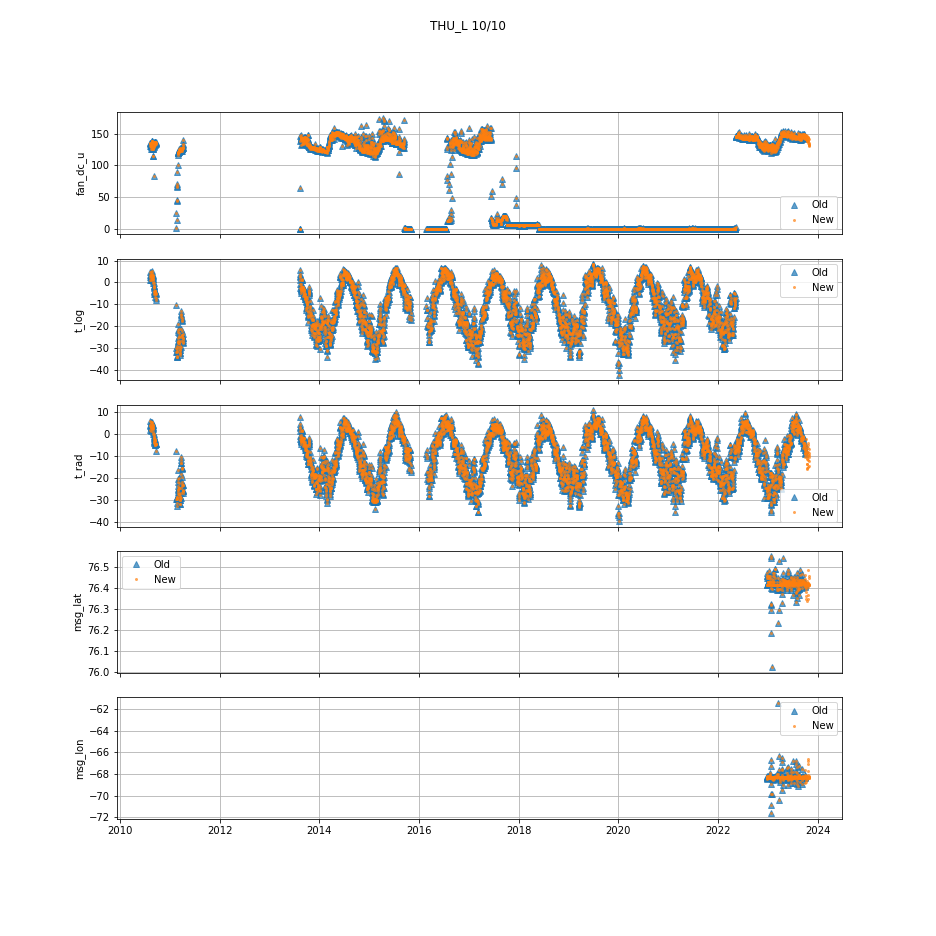 THU_L 10/10
fan_dc_u
150
100
50
0
Old
New
t_log
10
0
−10
−20
−30
−40
Old
New
t_rad
10
0
−10
−20
−30
−40
Old
New
msg_lat
76.5
76.4
76.3
76.2
76.1
76.0
Old
New
msg_lon
−62
−64
−66
−68
−70
−72
Old
New
2010 2012 2014 2016 2018 2020 2022 2024